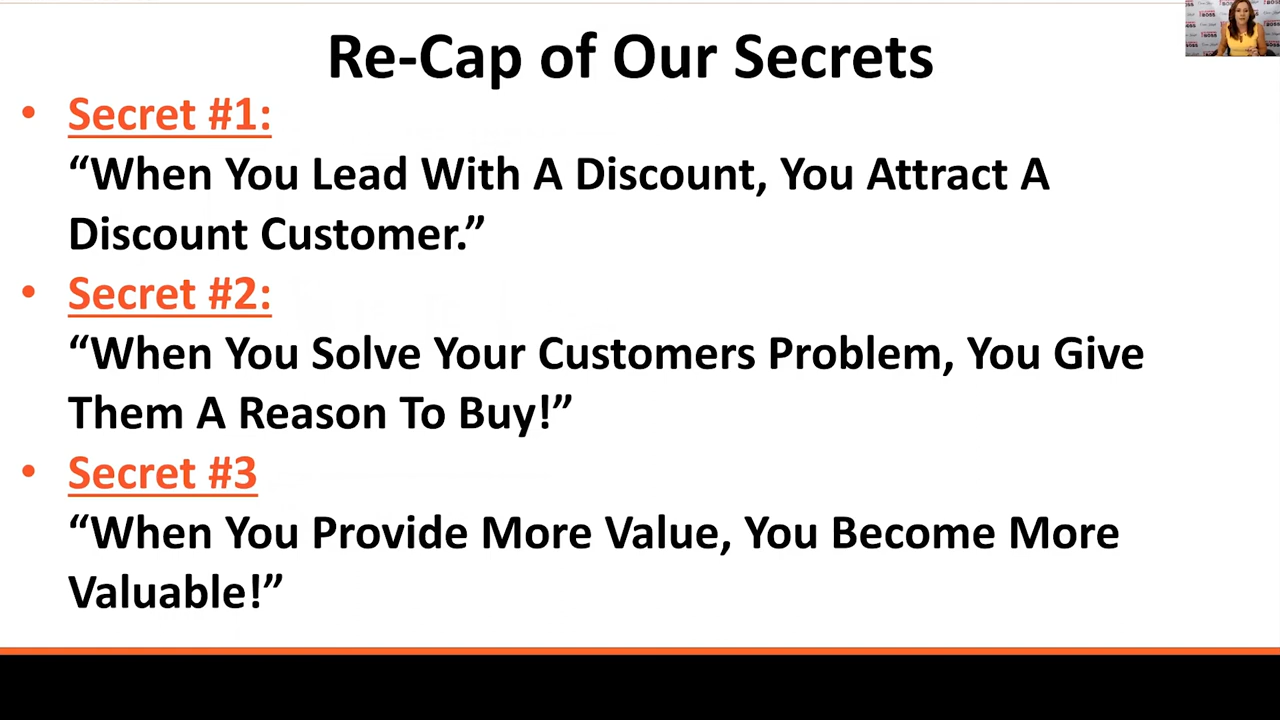 Re-Cap of Our Secrets
• Secret #1:
“When You Lead With A Discount, You Attract A
Discount Customer.”
• Secret #2:
“When You Solve Your Customers Problem, You Give
Them A Reason To Buy!”
• Secret #3
“When You Provide More Value, You Become More
Valuable!”
BOSS
BOSS